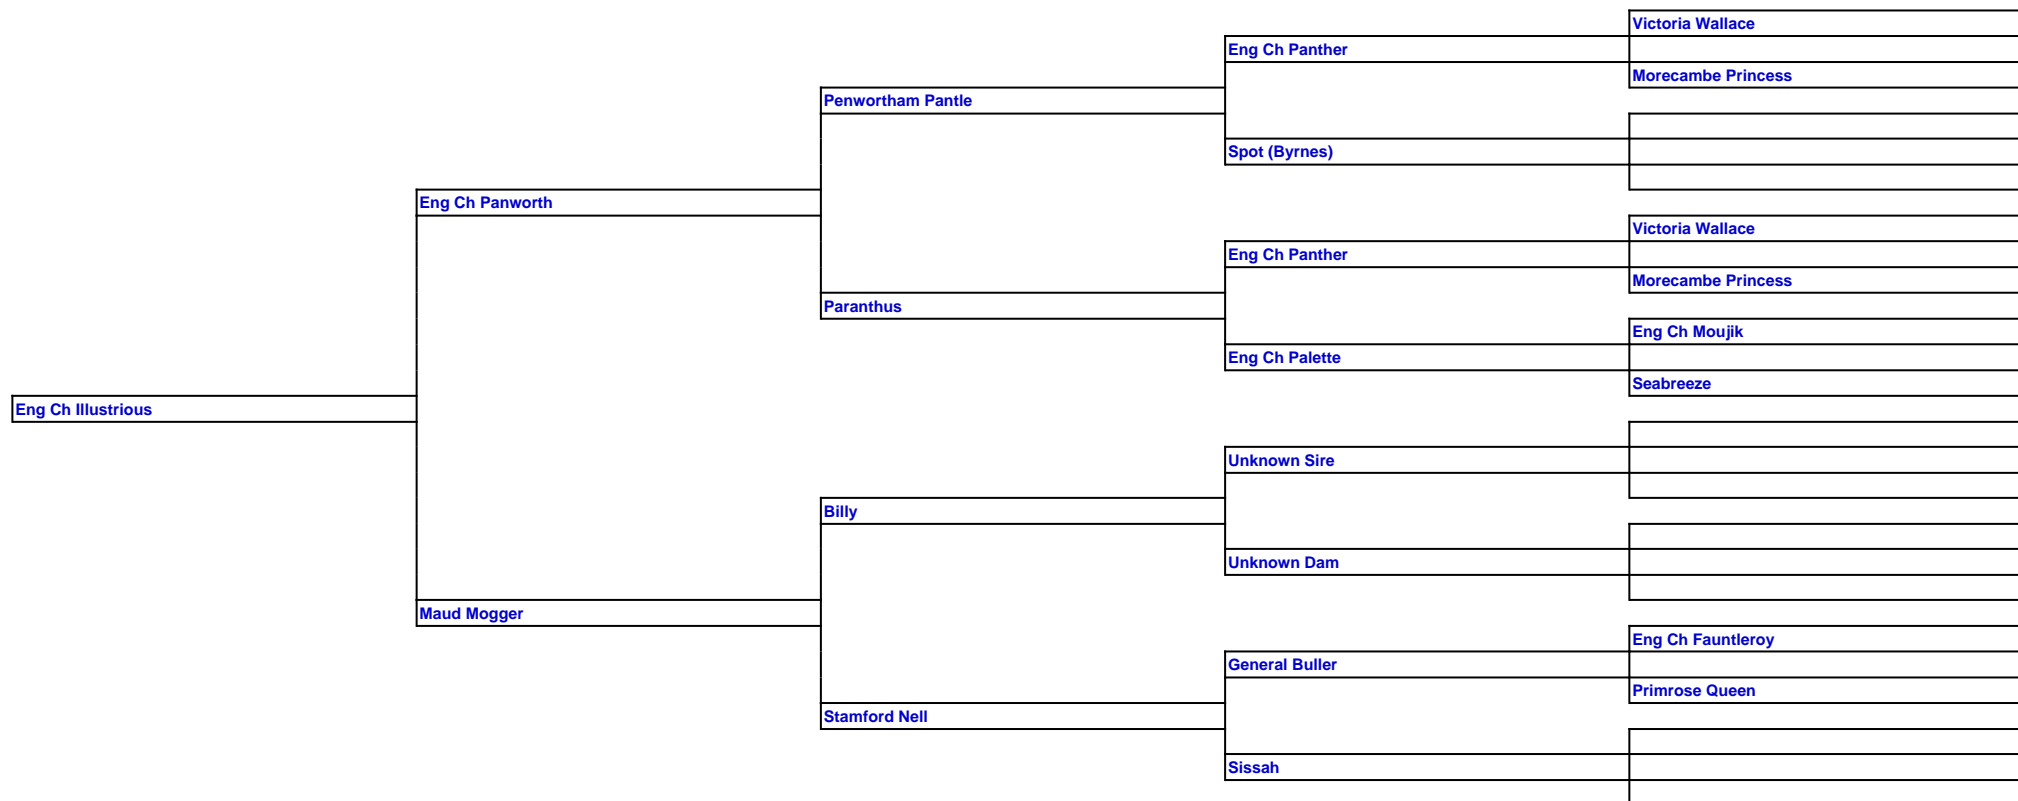 Victoria Wallace
Eng Ch Panther
Morecambe Princess
Penwortham Pantle
Spot (Byrnes)
Eng Ch Panworth
Victoria Wallace
Eng Ch Panther
Morecambe Princess
Paranthus
Eng Ch Moujik
Eng Ch Palette
Seabreeze
Eng Ch Illustrious
Unknown Sire
Billy
Unknown Dam
Maud Mogger
Eng Ch Fauntleroy
General Buller
Primrose Queen
Stamford Nell
Sissah